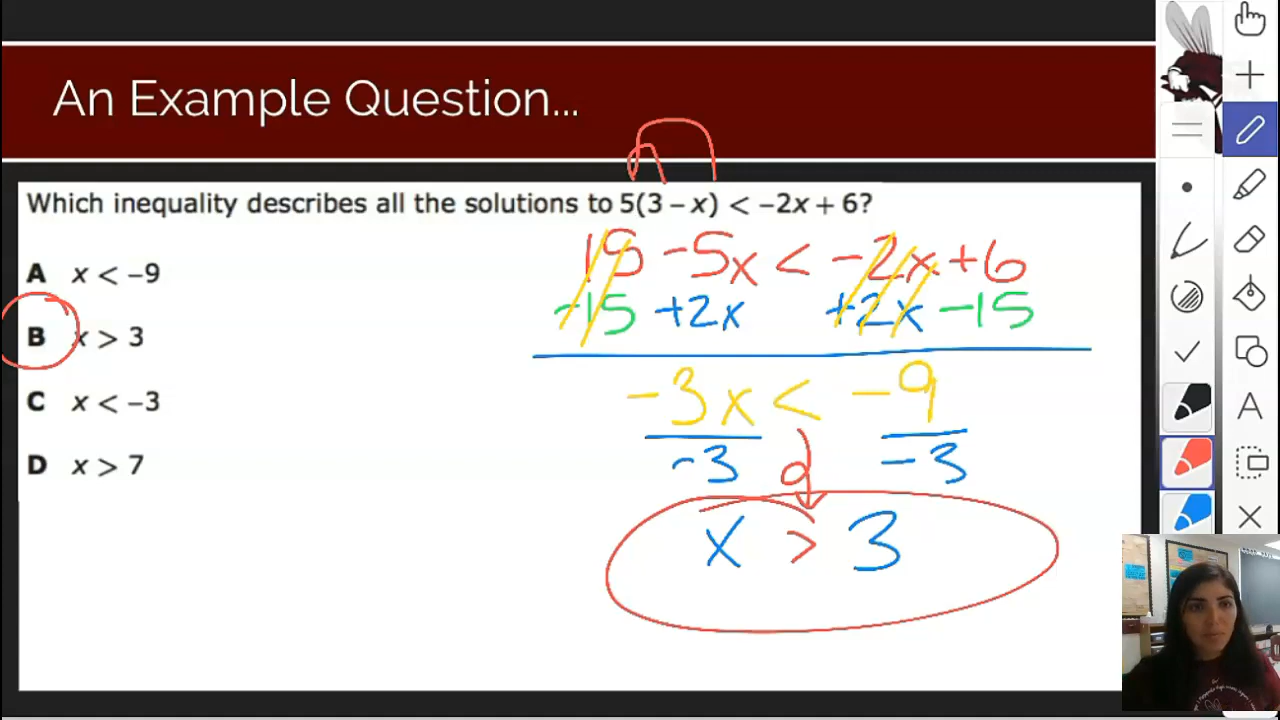 An Example Question...
Which inequality describes all the solutions to 5(3 – x) < –2x + 6?
A x < –9
B x > 3
C x < –3
D x > 7
15 -5x < -2x +6
-15 +2x +2x -15
-3x < -9
-3 -3
x > 3
A